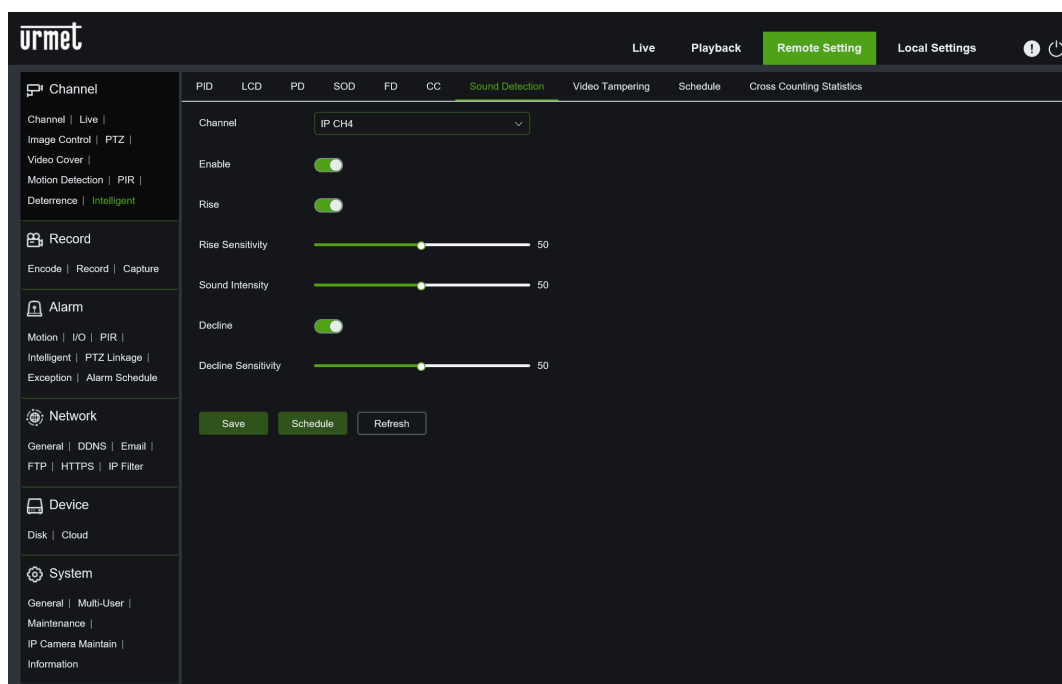 urmet
Live Playback Remote Setting Local Settings
Channel
Channel | Live |
Image Control | PTZ |
Video Cover |
Motion Detection | PIR |
Deterrence | Intelligent
Record
Encode | Record | Capture
Alarm
Motion | I/O | PIR |
Intelligent | PTZ Linkage |
Exception | Alarm Schedule
Network
General | DDNS | Email |
FTP | HTTPS | IP Filter
Device
Disk | Cloud
System
General | Multi-User |
Maintenance |
IP Camera Maintain |
Information
PID LCD PD SOD FD CC Sound Detection Video Tampering Schedule Cross Counting Statistics
Channel IP CH4
Enable
Rise
Rise Sensitivity 50
Sound Intensity 50
Decline
Decline Sensitivity 50
Save Schedule Refresh